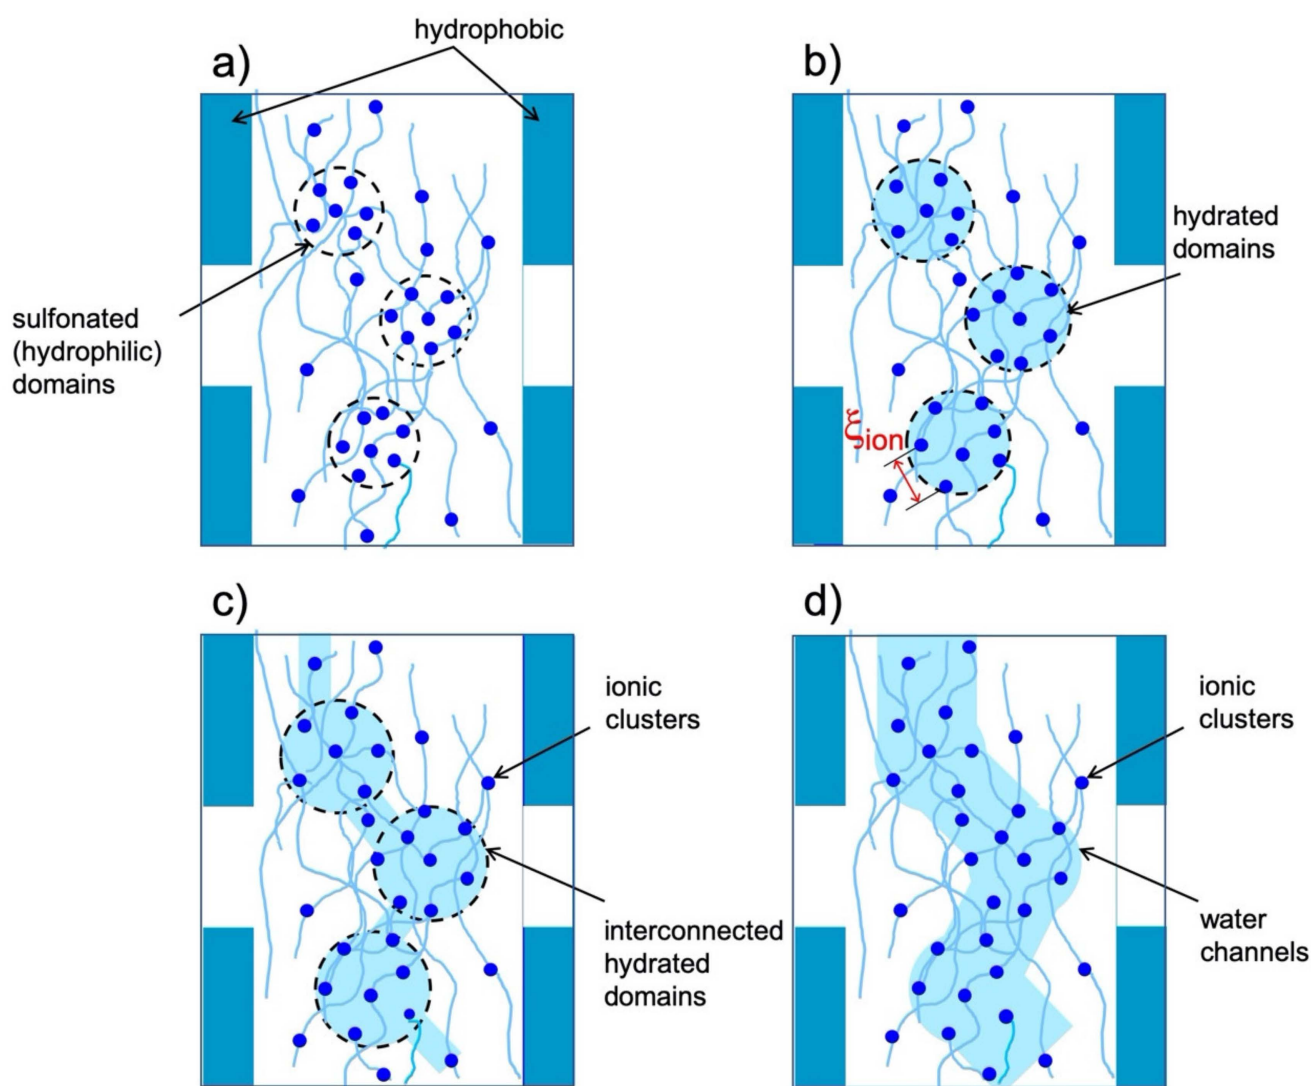 hydrophobic
a)
b)
hydrated
domains
sulfonated
(hydrophilic)
domains
ξion
c)
d)
ionic
clusters
ionic
clusters
interconnected
hydrated
domains
water
channels